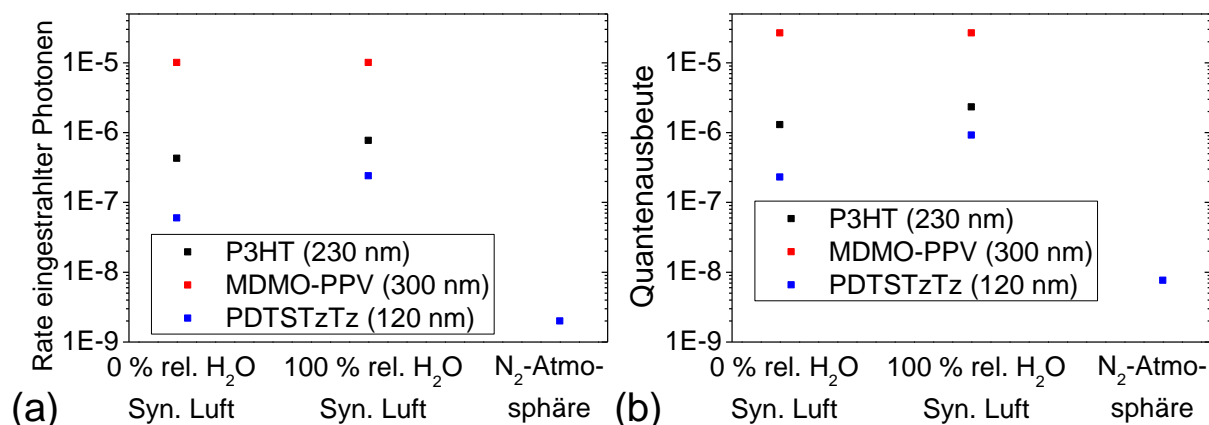 Rate eingestrahlter Photonen
1E-5
1E-6
1E-7
1E-8
1E-9
P3HT (230 nm)
MDMO-PPV (300 nm)
PDTSTzTz (120 nm)
0 % rel. H₂O
Syn. Luft
100 % rel. H₂O
Syn. Luft
N₂-Atmo-
sphäre
(a)
Quantenausbeute
1E-5
1E-6
1E-7
1E-8
1E-9
P3HT (230 nm)
MDMO-PPV (300 nm)
PDTSTzTz (120 nm)
0 % rel. H₂O
Syn. Luft
100 % rel. H₂O
Syn. Luft
N₂-Atmo-
sphäre
(b)